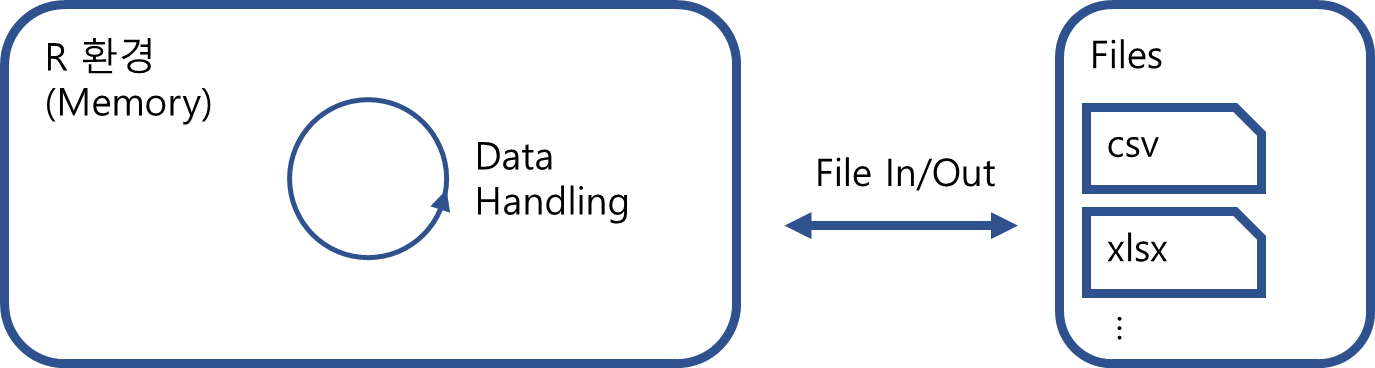 R 환경
(Memory)
Data
Handling
File In/Out
Files
csv
xlsx
⋮